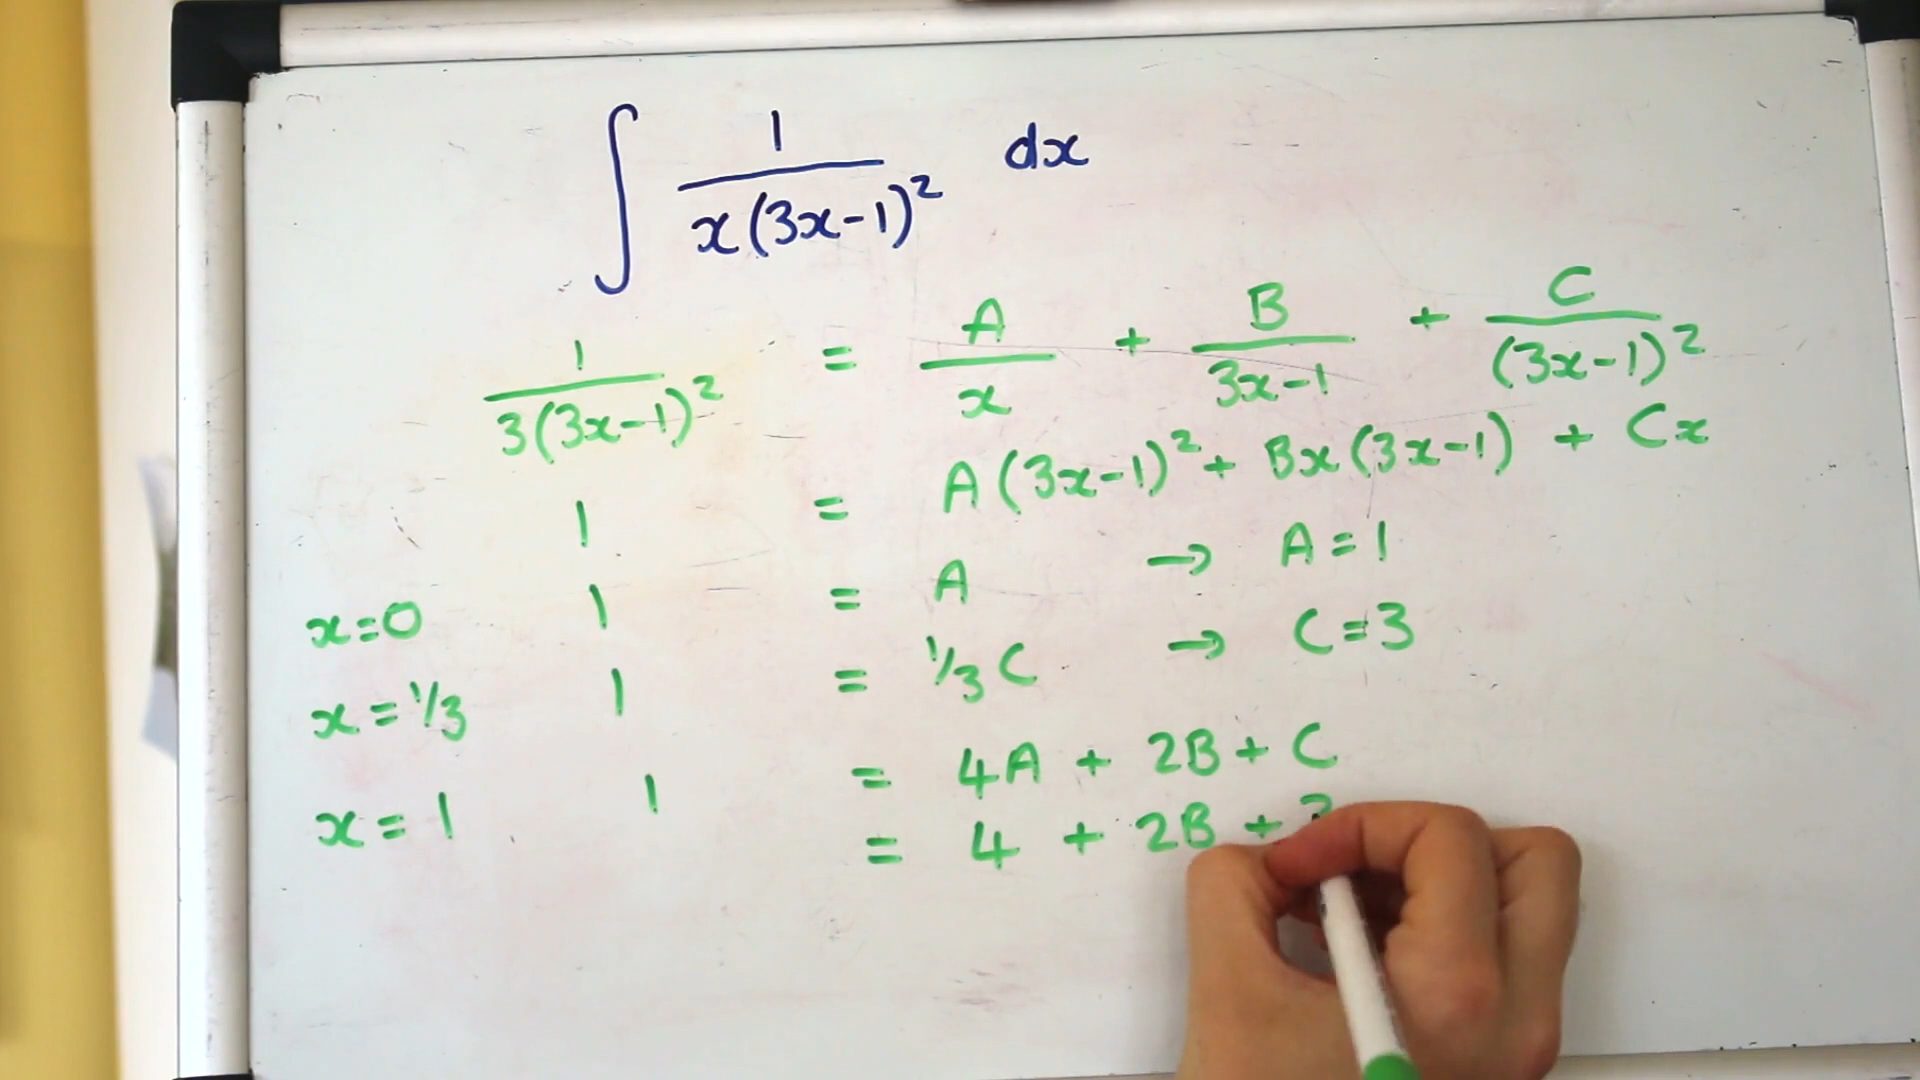 ∫ 1/(x(3x-1)²) dx
1/(3(3x-1)²) = A/x + B/(3x-1) + C/(3x-1)²
1 = A(3x-1)² + Bx(3x-1) + Cx
x=0 1 = A → A=1
x=1/3 1 = 1/3 C → C=3
x=1 1 = 4A + 2B + C
= 4 + 2B +